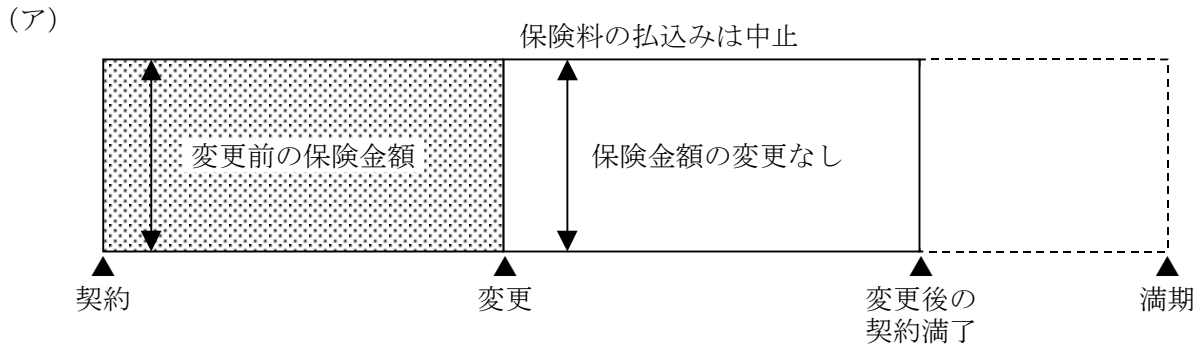 (ア)
保険料の払込みは中止
変更前の保険金額
保険金額の変更なし
契約
変更
変更後の
契約満了
満期